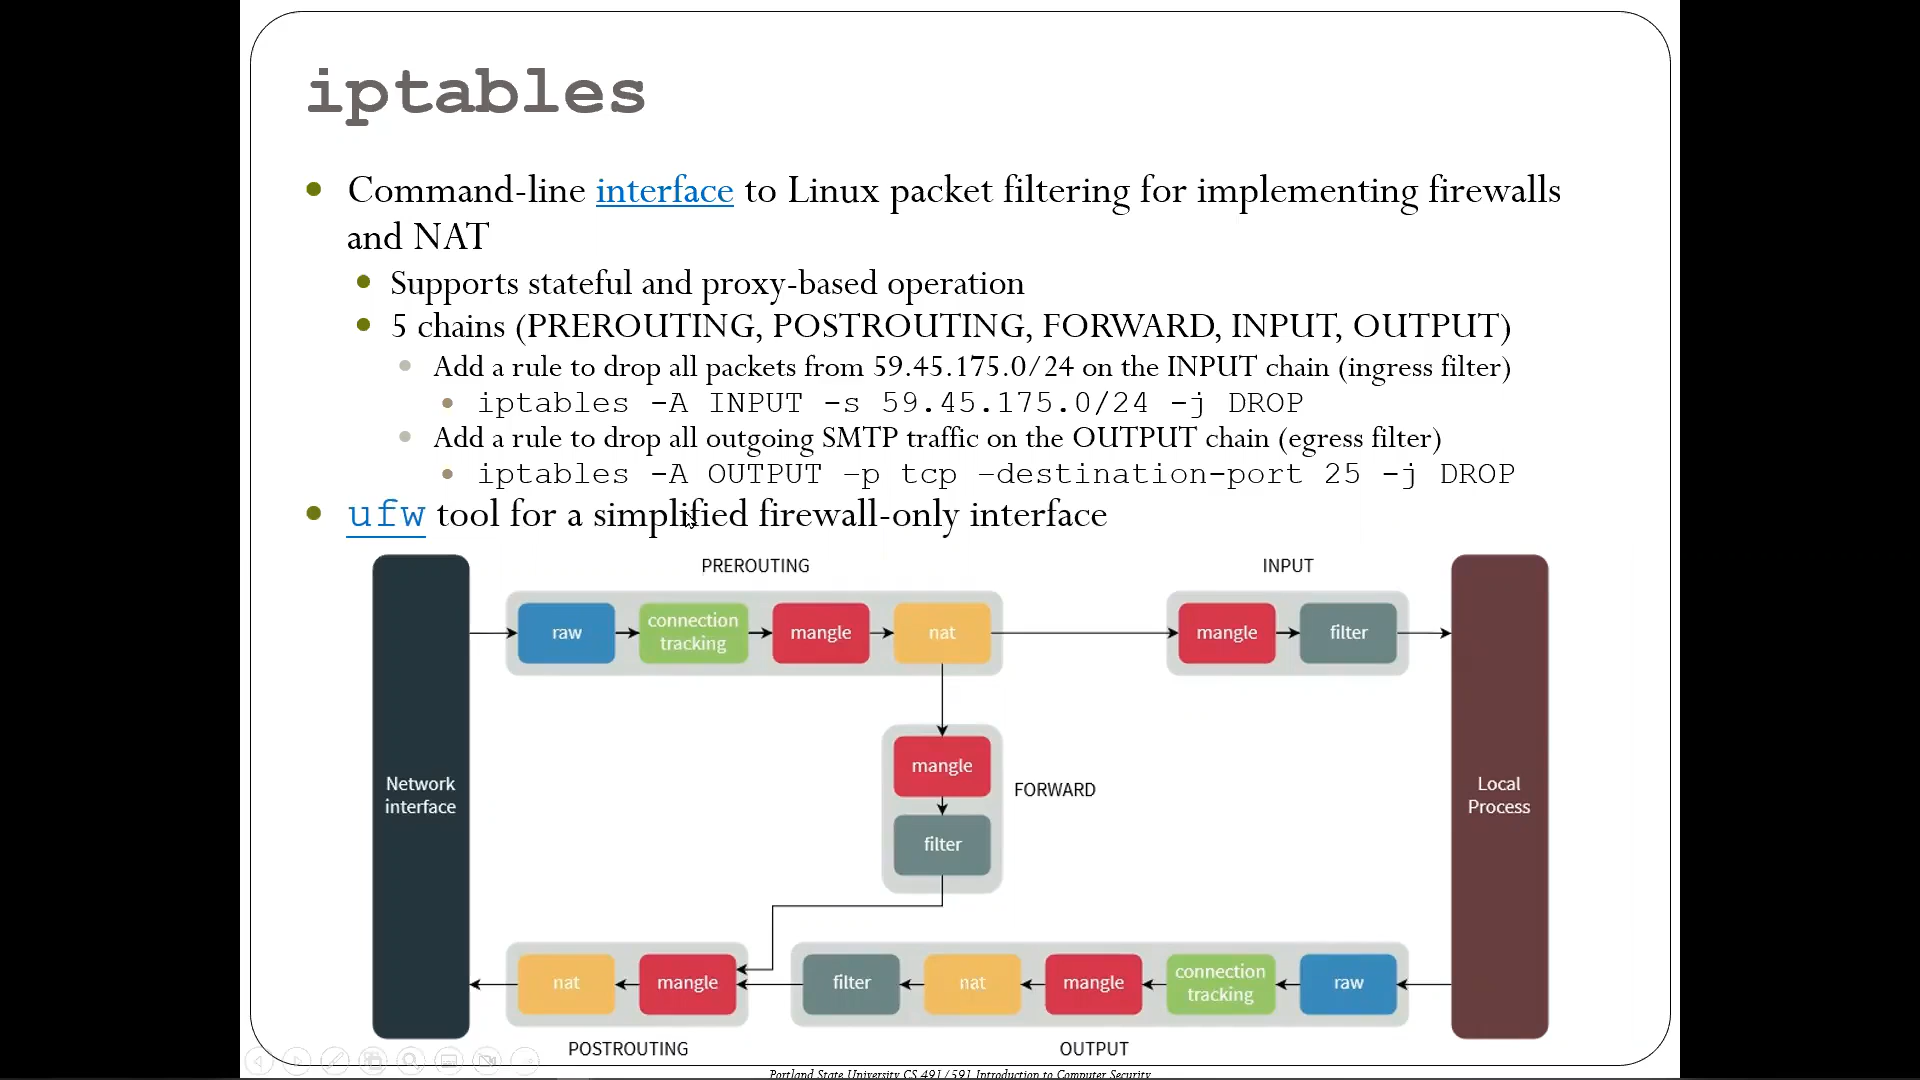 iptables
Command-line interface to Linux packet filtering for implementing firewalls
and NAT
Supports stateful and proxy-based operation
5 chains (PREROUTING, POSTROUTING, FORWARD, INPUT, OUTPUT)
Add a rule to drop all packets from 59.45.175.0/24 on the INPUT chain (ingress filter)
iptables -A INPUT -s 59.45.175.0/24 -j DROP
Add a rule to drop all outgoing SMTP traffic on the OUTPUT chain (egress filter)
iptables -A OUTPUT –p tcp –destination-port 25 -j DROP
ufw tool for a simplified firewall-only interface
PREROUTING
INPUT
raw
connection
tracking
mangle
nat
mangle
filter
mangle
FORWARD
filter
Network
interface
Local
Process
nat
mangle
filter
nat
mangle
connection
tracking
raw
POSTROUTING
OUTPUT
Portland State University CS 491/591 Introduction to Computer Security